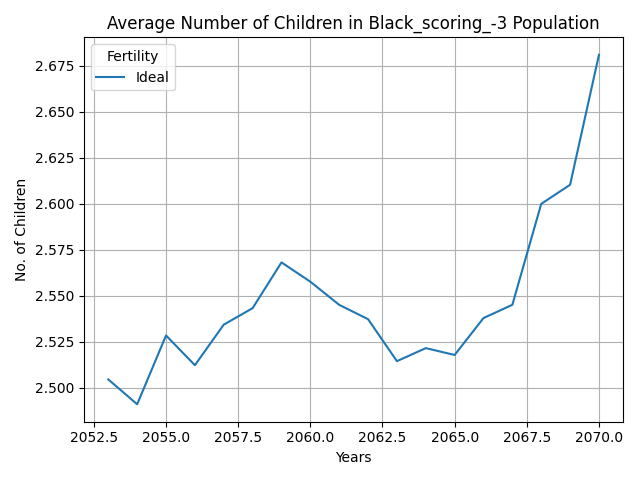 Average Number of Children in Black_scoring_-3 Population
Fertility
Ideal
No. of Children
2.675
2.650
2.625
2.600
2.575
2.550
2.525
2.500
2052.5 2055.0 2057.5 2060.0 2062.5 2065.0 2067.5 2070.0
Years